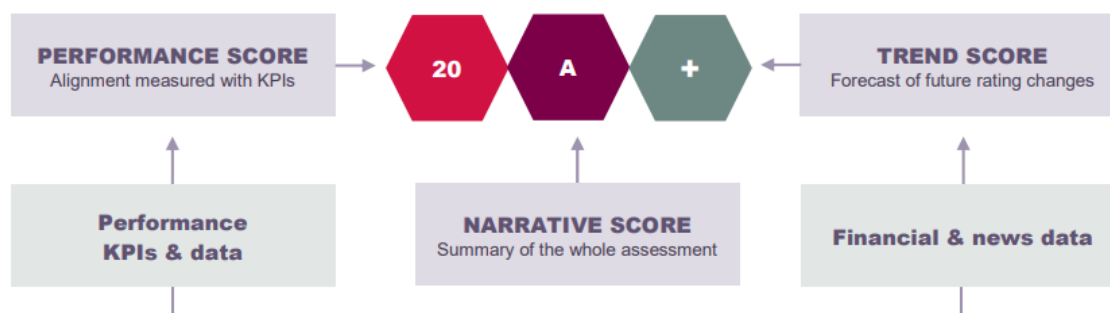 PERFORMANCE SCORE
Alignment measured with KPIs
20
A
+
TREND SCORE
Forecast of future rating changes
Performance
KPIs & data
NARRATIVE SCORE
Summary of the whole assessment
Financial & news data